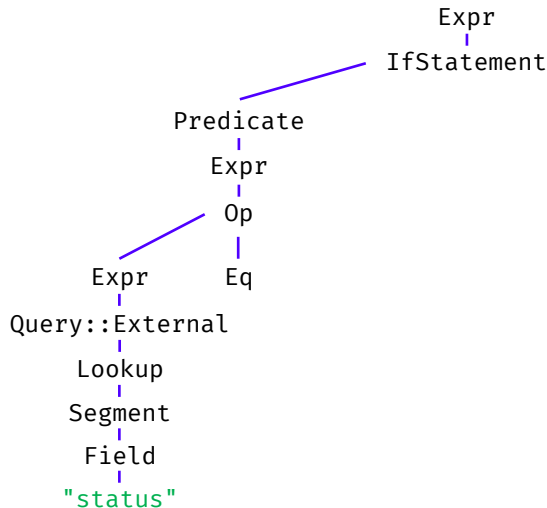 Expr
IfStatement
Predicate
Expr
Op
Expr Eq
Query::External
Lookup
Segment
Field
"status"